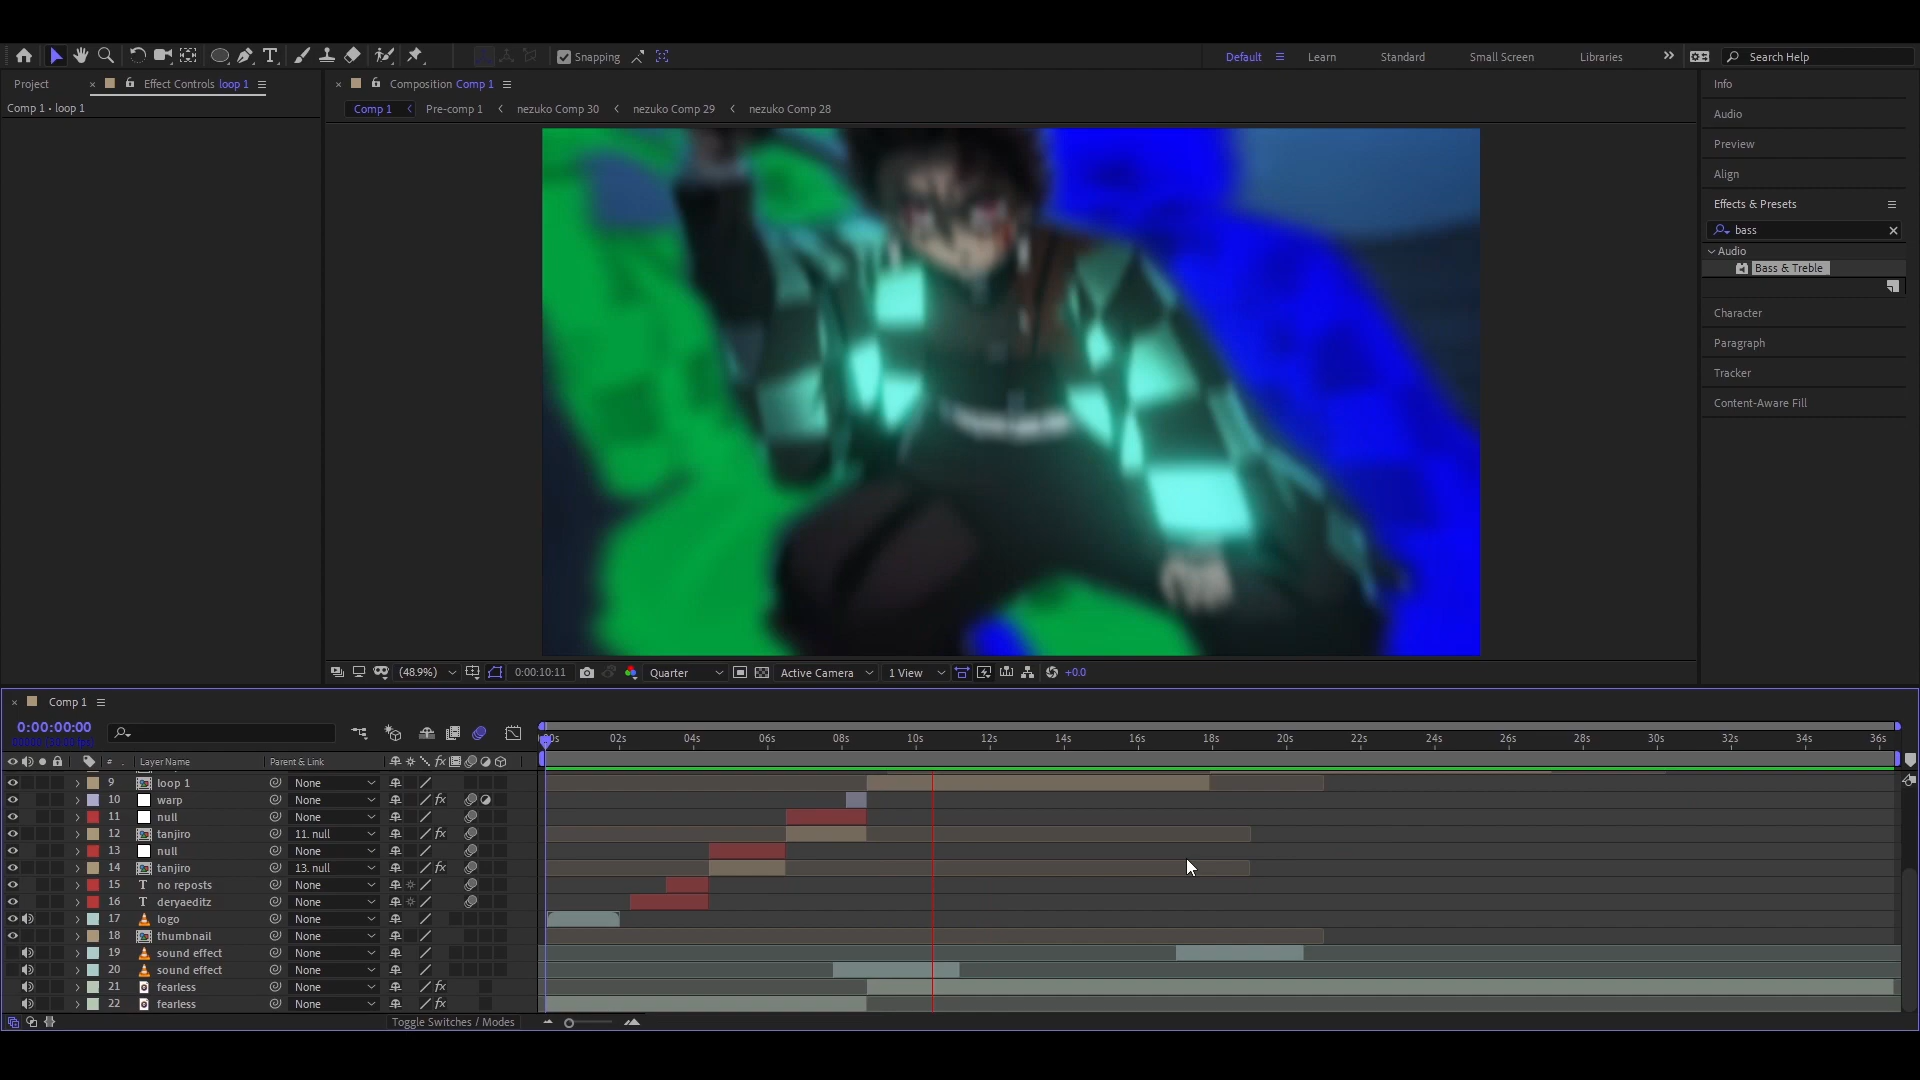 Snapping
Default
Learn
Standard
Small Screen
Libraries
Search Help
Project
Effect Controls loop 1
Composition Comp 1
Info
Comp 1 • loop 1
Comp 1
Pre-comp 1
nezuko Comp 30
nezuko Comp 29
nezuko Comp 28
Audio
Preview
Align
Effects & Presets
bass
Audio
Bass & Treble
Character
Paragraph
Tracker
Content-Aware Fill
(48.9%)
0:00:10:11
Quarter
Active Camera
1 View
+0.0
Comp 1
0:00:00:00
02s 04s 06s 08s 10s 12s 14s 16s 18s 20s 22s 24s 26s 28s 30s 32s 34s 36s
# Layer Name Parent & Link
9 loop 1 None
10 warp None
11 null None
12 tanjiro 11. null
13 null None
14 tanjiro 13. null
15 T no reposts None
16 T deryaeditz None
17 logo None
18 thumbnail None
19 sound effect None
20 sound effect None
21 fearless None
22 fearless None
Toggle Switches / Modes